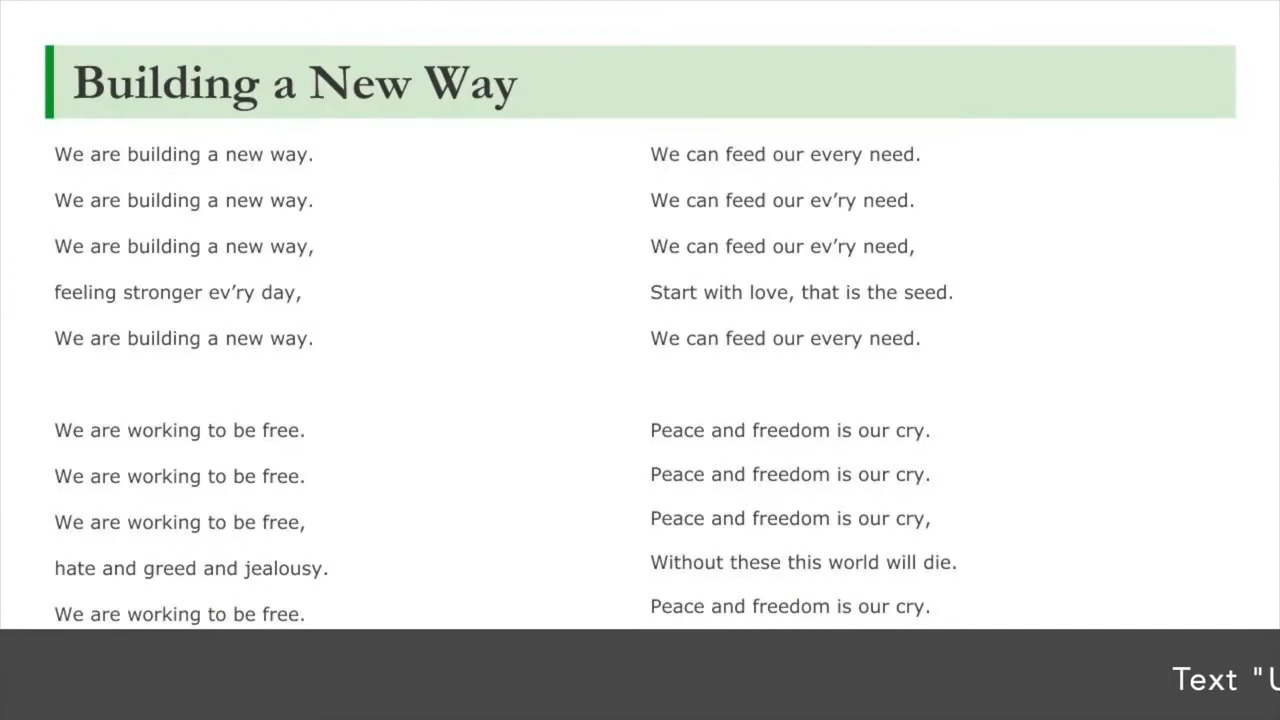 Building a New Way
We are building a new way.
We are building a new way.
We are building a new way,
feeling stronger ev’ry day,
We are building a new way.
We are working to be free.
We are working to be free.
We are working to be free,
hate and greed and jealousy.
We are working to be free.
We can feed our every need.
We can feed our ev’ry need.
We can feed our ev’ry need,
Start with love, that is the seed.
We can feed our every need.
Peace and freedom is our cry.
Peace and freedom is our cry.
Peace and freedom is our cry,
Without these this world will die.
Peace and freedom is our cry.
Text "